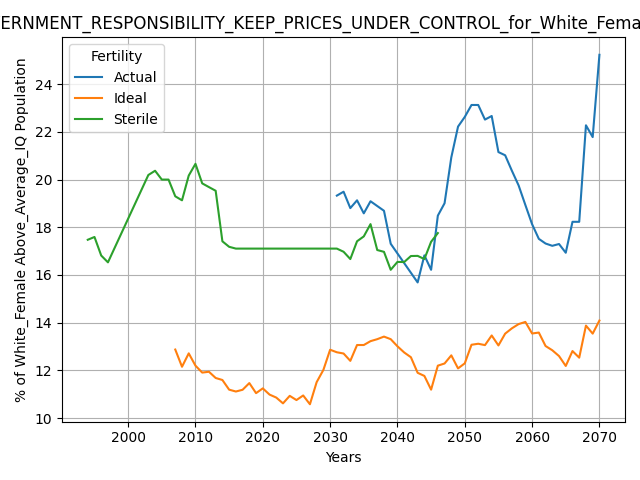 ERNMENT_RESPONSIBILITY_KEEP_PRICES_UNDER_CONTROL_for_White_Fema
Fertility
Actual
Ideal
Sterile
% of White_Female Above_Average_IQ Population
24
22
20
18
16
14
12
10
2000 2010 2020 2030 2040 2050 2060 2070
Years